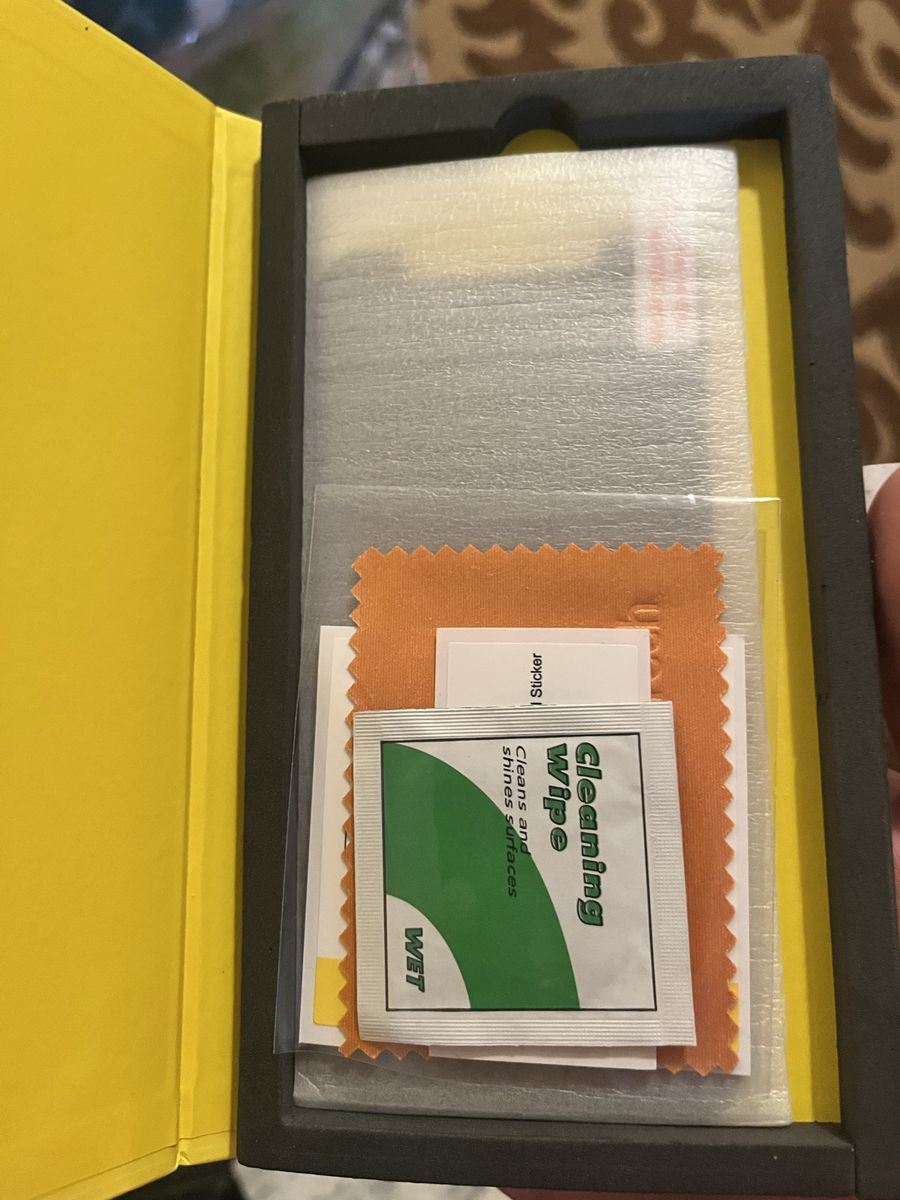 Sticker
Cleaning
Wipe
Cleans and
shines surfaces
WET